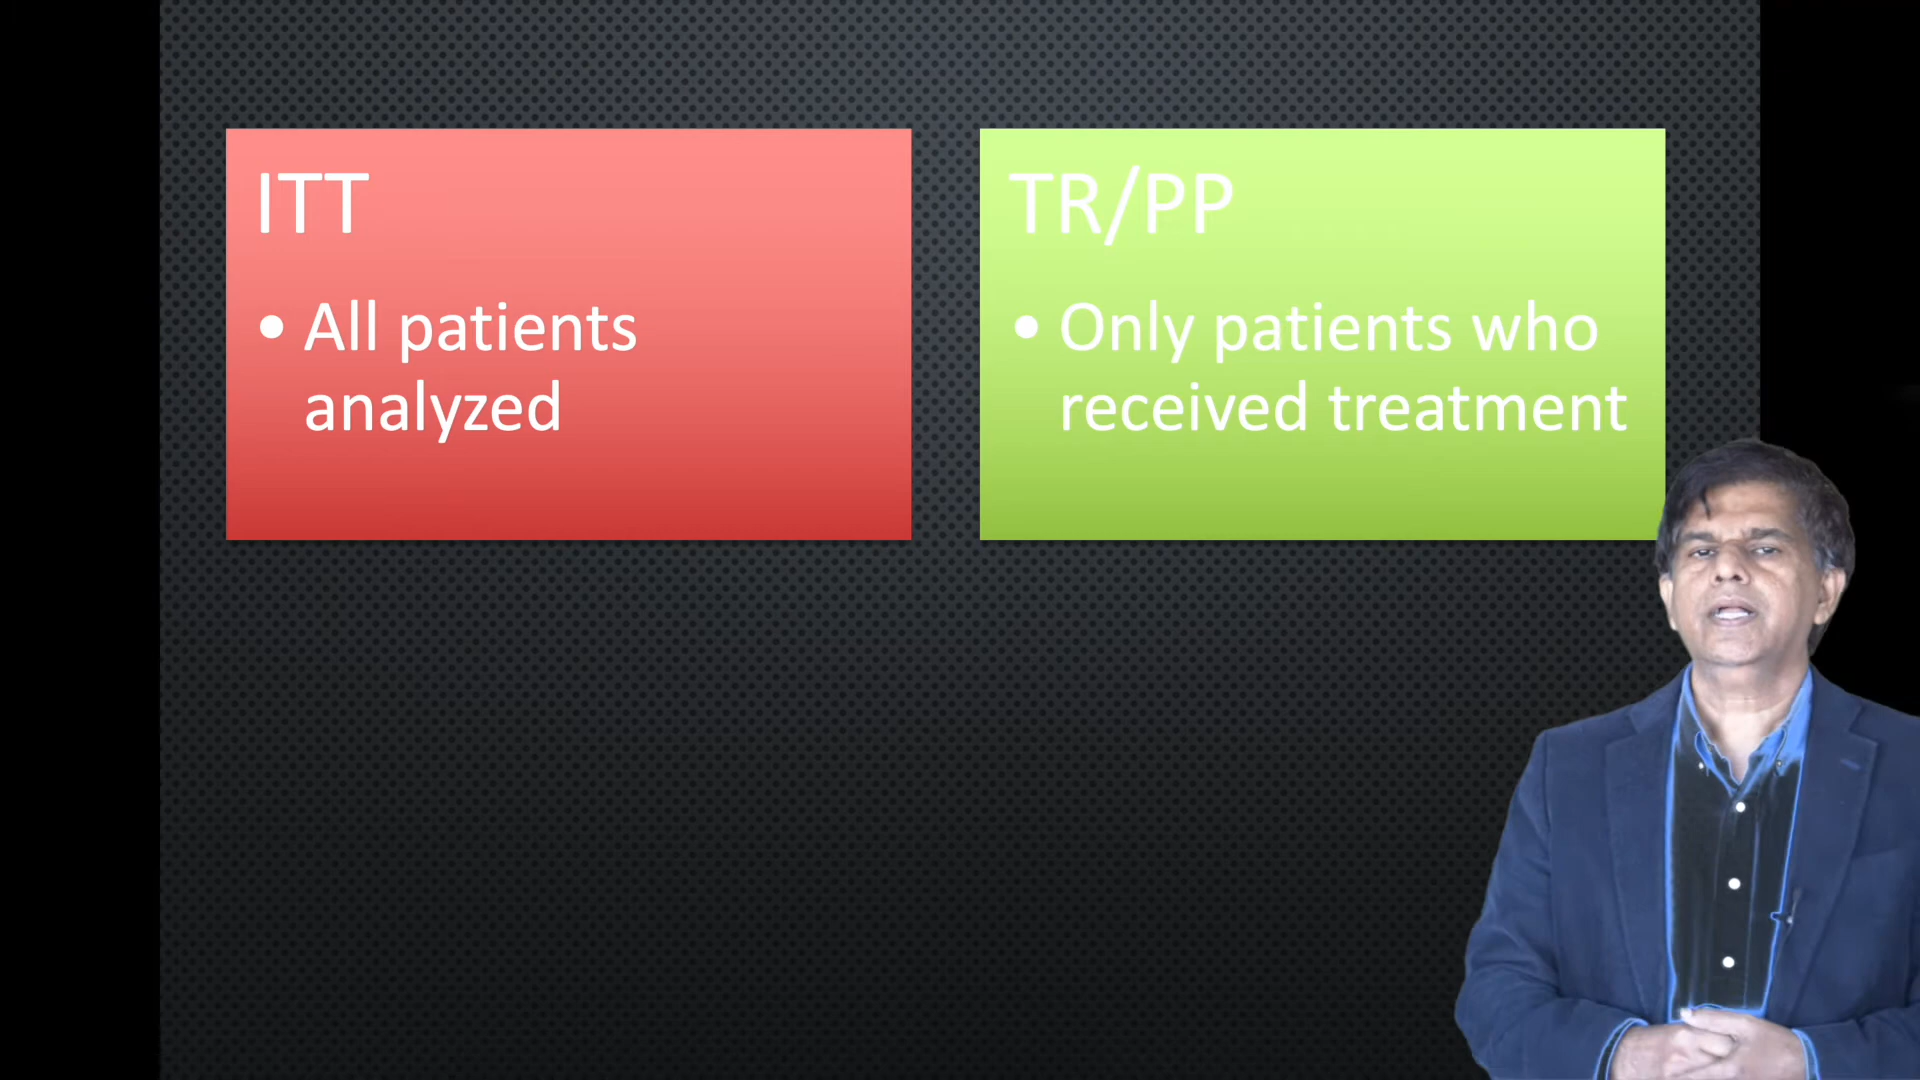 ITT
• All patients
analyzed
TR/PP
• Only patients who
received treatment